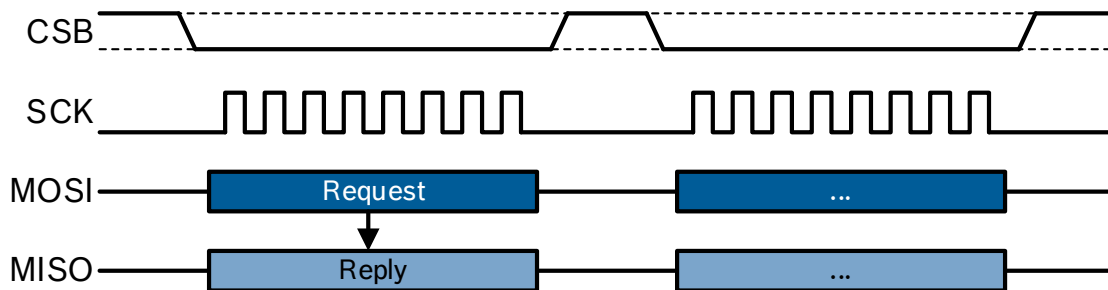 CSB
SCK
MOSI Request ...
MISO Reply ...